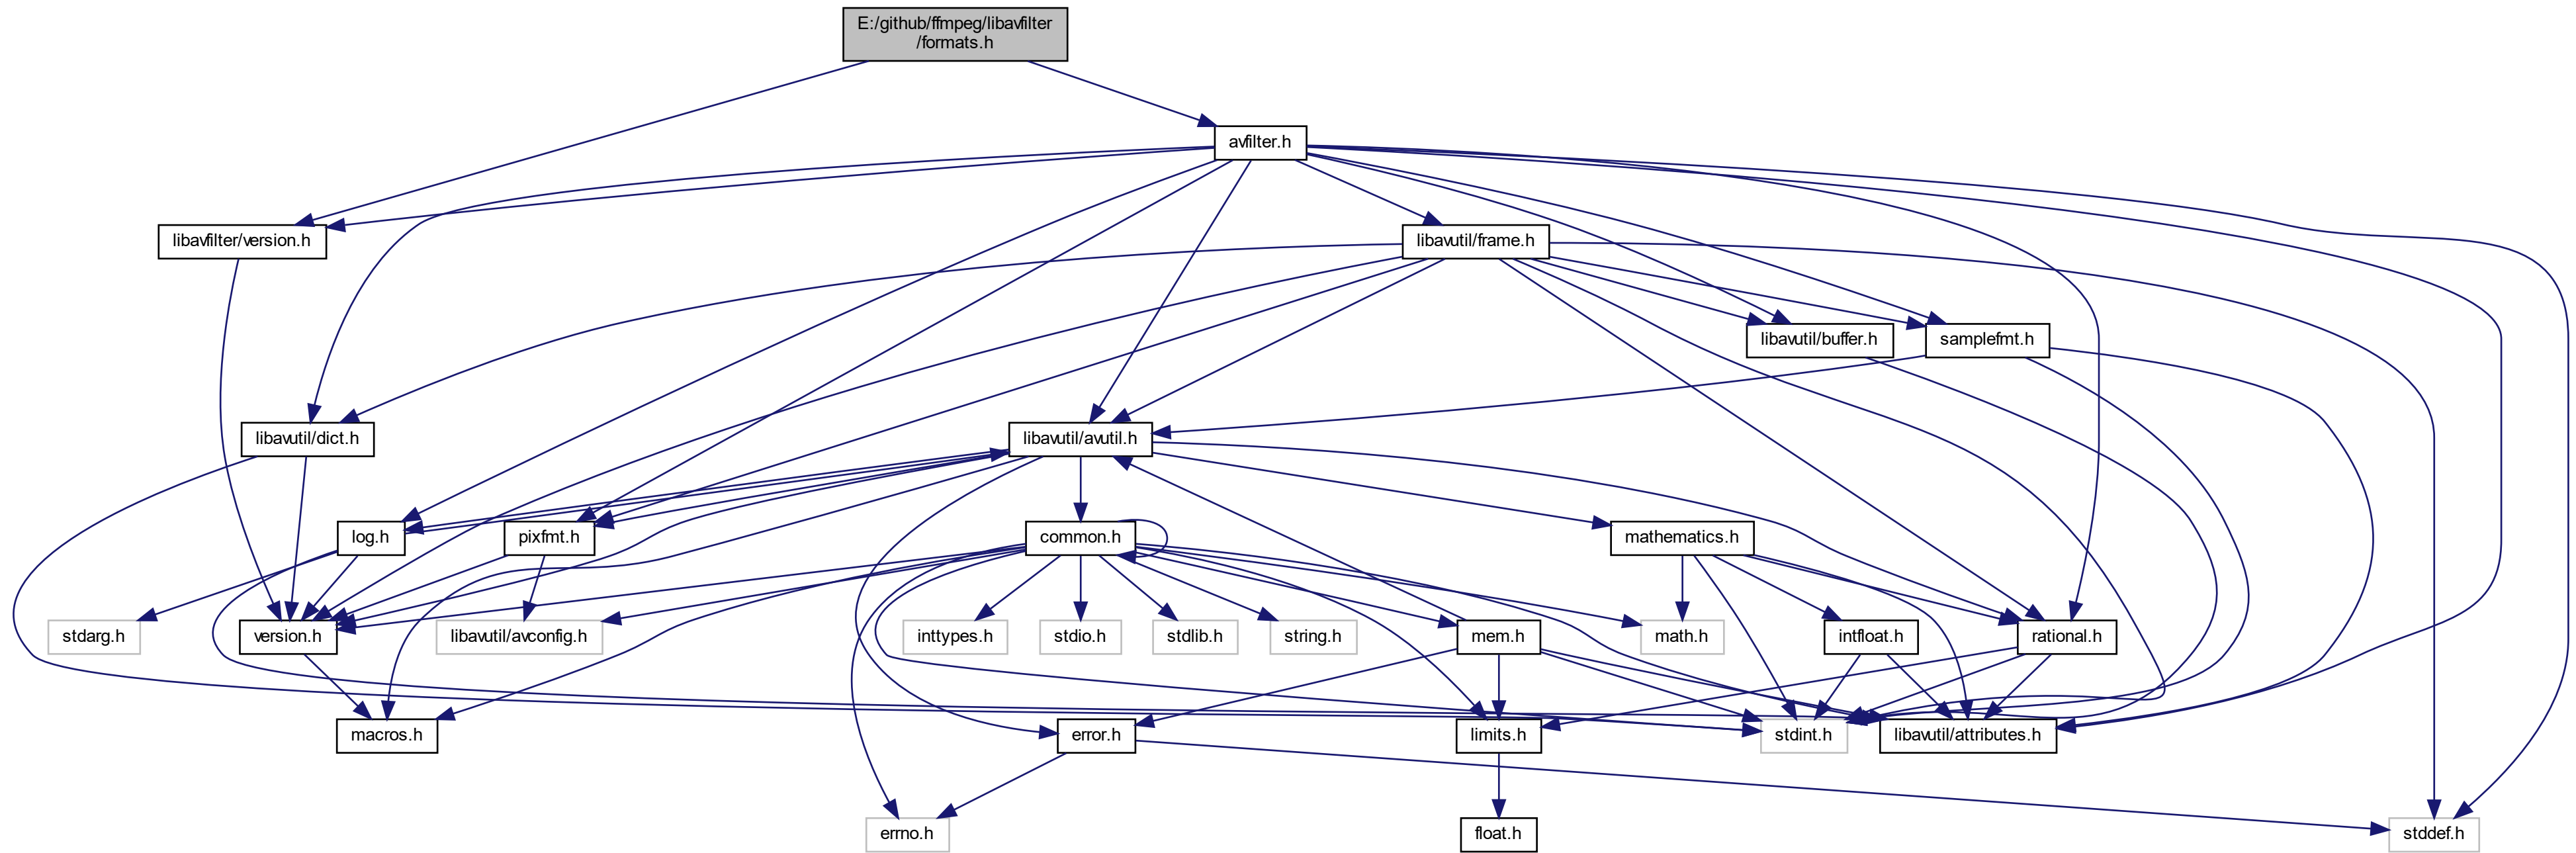 E:/github/ffmpeg/libavfilter
/formats.h
avfilter.h
libavfilter/version.h
libavutil/frame.h
libavutil/buffer.h
samplefmt.h
libavutil/dict.h
libavutil/avutil.h
log.h
pixfmt.h
common.h
mathematics.h
stdarg.h
version.h
libavutil/avconfig.h
inttypes.h
stdio.h
stdlib.h
string.h
mem.h
math.h
intfloat.h
rational.h
macros.h
error.h
limits.h
stdint.h
libavutil/attributes.h
errno.h
float.h
stddef.h